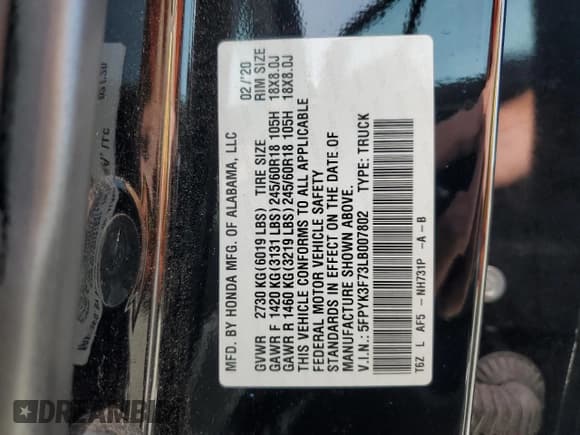 MFD. BY HONDA MFG. OF ALABAMA, LLC 02/'20
GVWR 2730 KG(6019 LBS) TIRE SIZE RIM SIZE
GAWR F 1420 KG(3131 LBS) 245/60R18 105H 18X8.0J
GAWR R 1460 KG(3219 LBS) 245/60R18 105H 18X8.0J
THIS VEHICLE CONFORMS TO ALL APPLICABLE
FEDERAL MOTOR VEHICLE SAFETY
STANDARDS IN EFFECT ON THE DATE OF
MANUFACTURE SHOWN ABOVE.
V.I.N.: 5FPYK3F73LB007802 TYPE: TRUCK
T6Z L AF5 - NH731P -A -B
DREAMBID